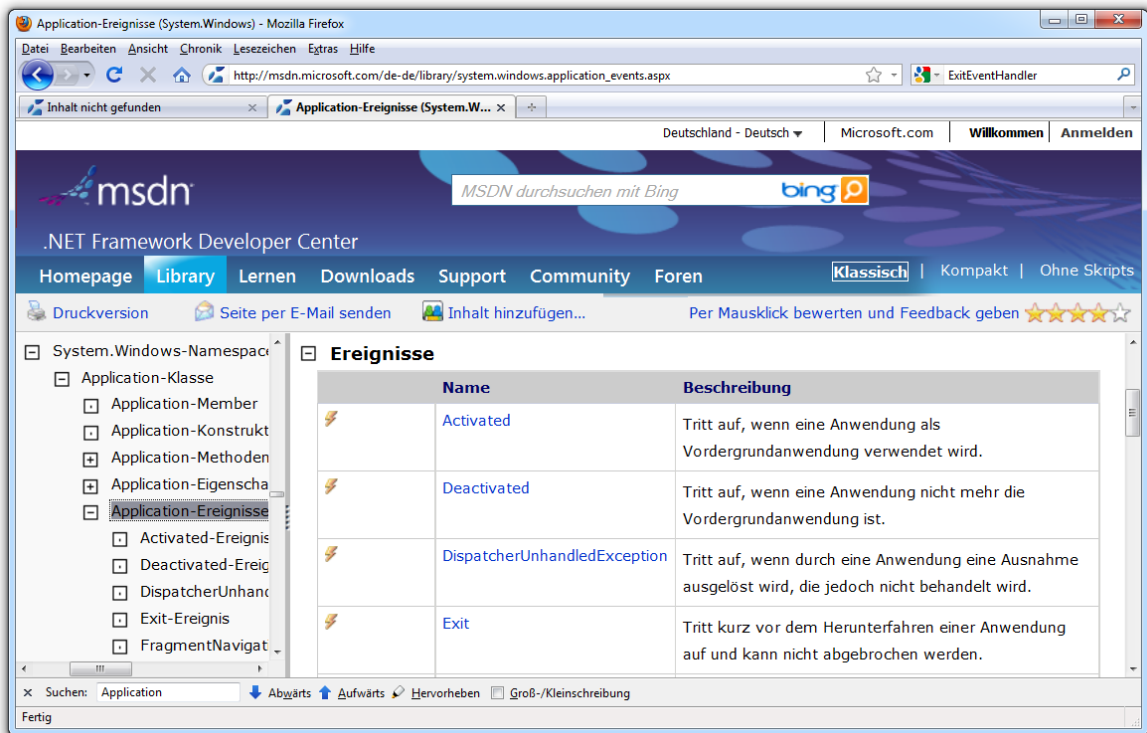 Application-Ereignisse (System.Windows) - Mozilla Firefox
Datei Bearbeiten Ansicht Chronik Lesezeichen Extras Hilfe
http://msdn.microsoft.com/de-de/library/system.windows.application_events.aspx
ExitEventHandler
Inhalt nicht gefunden
Application-Ereignisse (System.W...
Deutschland - Deutsch
Microsoft.com
Willkommen
Anmelden
msdn
MSDN durchsuchen mit Bing
bing
.NET Framework Developer Center
Homepage Library Lernen Downloads Support Community Foren
Klassisch | Kompakt | Ohne Skripts
Druckversion
Seite per E-Mail senden
Inhalt hinzufügen...
Per Mausklick bewerten und Feedback geben
System.Windows-Namespace
Application-Klasse
Application-Member
Application-Konstrukt
Application-Methoden
Application-Eigenscha
Application-Ereignisse
Activated-Ereignis
Deactivated-Ereig
DispatcherUnhand
Exit-Ereignis
FragmentNavigat
Ereignisse
Name
Beschreibung
Activated
Tritt auf, wenn eine Anwendung als
Vordergrundanwendung verwendet wird.
Deactivated
Tritt auf, wenn eine Anwendung nicht mehr die
Vordergrundanwendung ist.
DispatcherUnhandledException
Tritt auf, wenn durch eine Anwendung eine Ausnahme
ausgelöst wird, die jedoch nicht behandelt wird.
Exit
Tritt kurz vor dem Herunterfahren einer Anwendung
auf und kann nicht abgebrochen werden.
Suchen: Application Abwärts Aufwärts Hervorheben Groß-/Kleinschreibung
Fertig